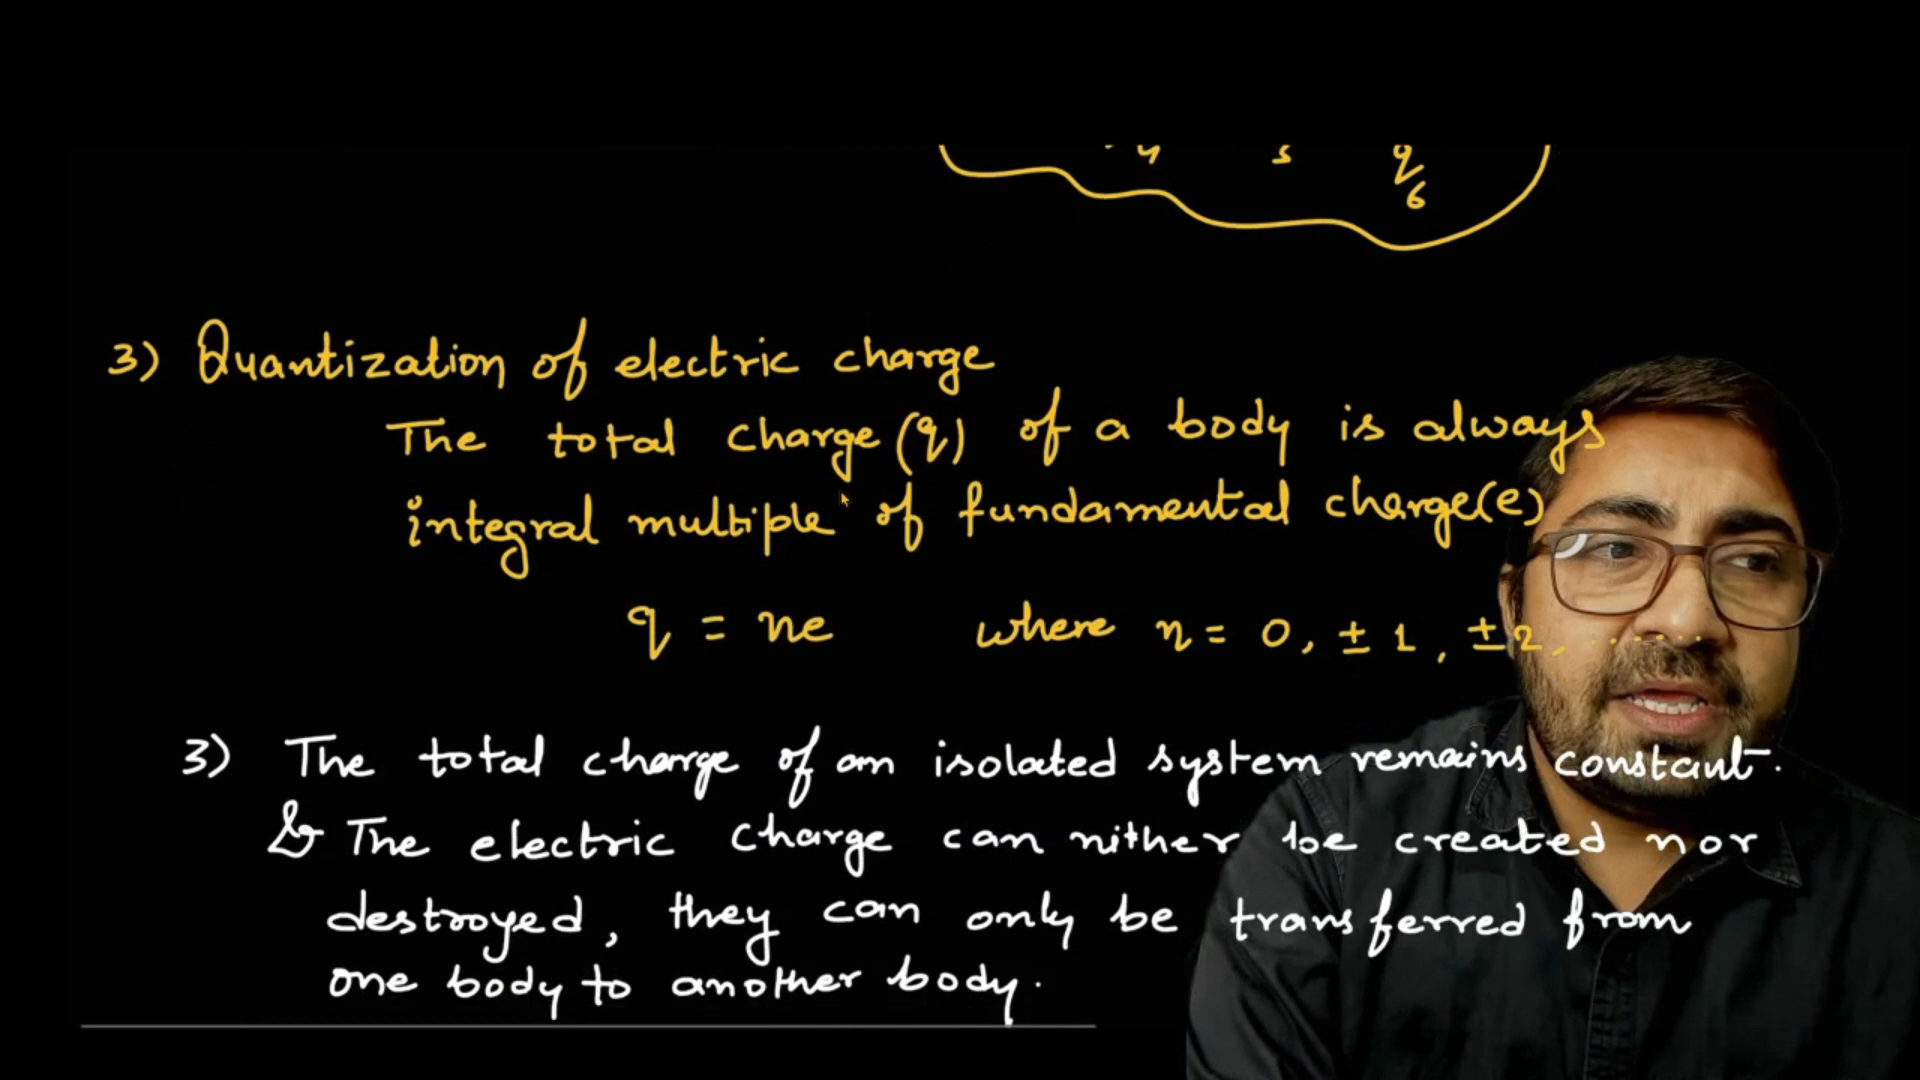 q/6
3) Quantization of electric charge
The total charge (q) of a body is always
integral multiple of fundamental charge(e)
q = ne where n = 0, ± 1, ± 2, ......
3) The total charge of an isolated system remains constant.
& The electric charge can nither be created nor
destroyed, they can only be transferred from
one body to another body.